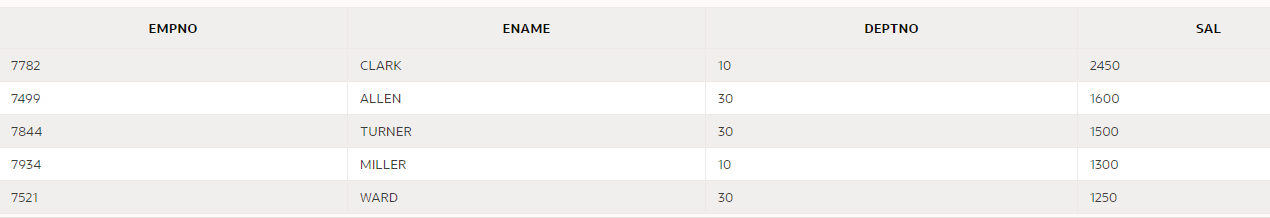 EMPNO ENAME DEPTNO SAL
7782 CLARK 10 2450
7499 ALLEN 30 1600
7844 TURNER 30 1500
7934 MILLER 10 1300
7521 WARD 30 1250